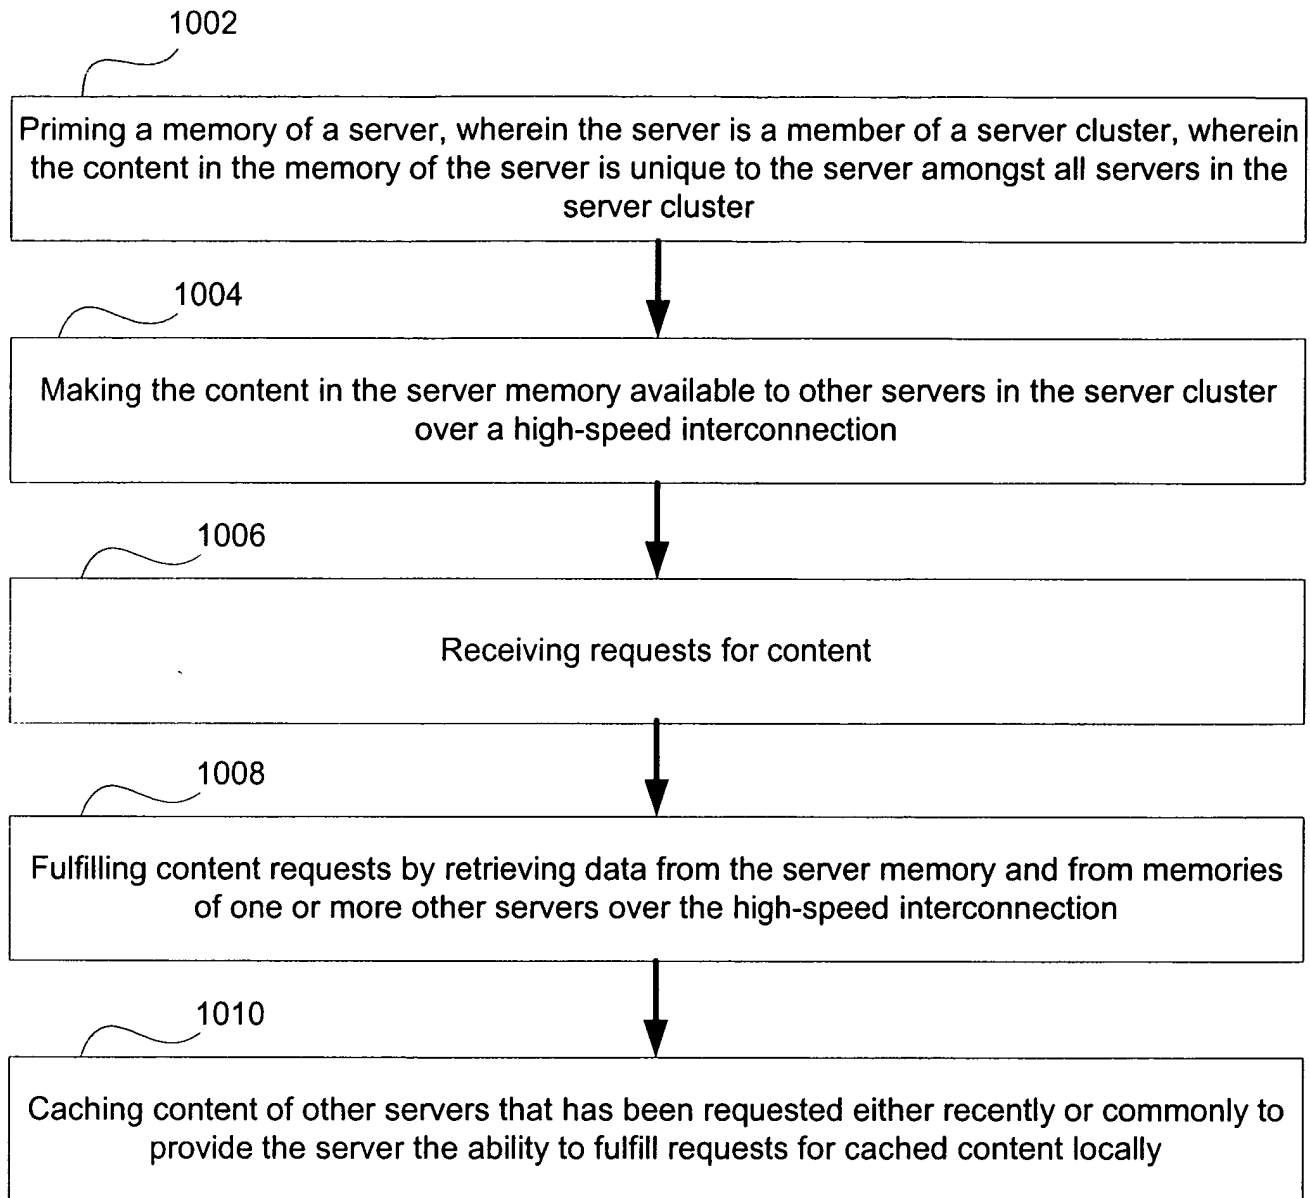 1002
Priming a memory of a server, wherein the server is a member of a server cluster, wherein
the content in the memory of the server is unique to the server amongst all servers in the
server cluster
1004
Making the content in the server memory available to other servers in the server cluster
over a high-speed interconnection
1006
Receiving requests for content
1008
Fulfilling content requests by retrieving data from the server memory and from memories
of one or more other servers over the high-speed interconnection
1010
Caching content of other servers that has been requested either recently or commonly to
provide the server the ability to fulfill requests for cached content locally